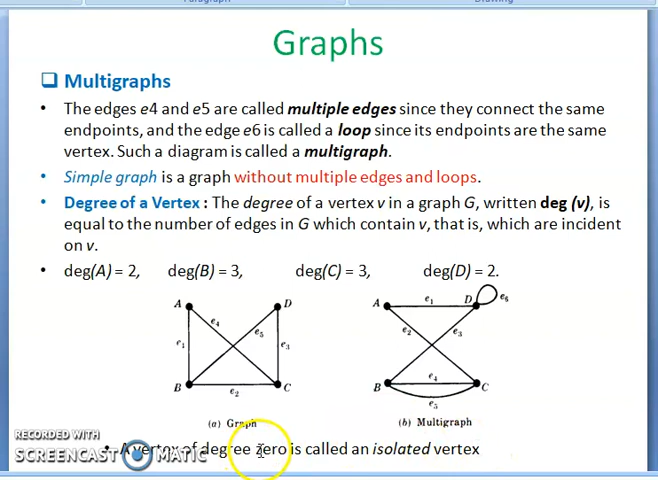 Graphs
Multigraphs
• The edges e4 and e5 are called multiple edges since they connect the same
endpoints, and the edge e6 is called a loop since its endpoints are the same
vertex. Such a diagram is called a multigraph.
• Simple graph is a graph without multiple edges and loops.
• Degree of a Vertex : The degree of a vertex v in a graph G, written deg (v), is
equal to the number of edges in G which contain v, that is, which are incident
on v.
• deg(A) = 2, deg(B) = 3, deg(C) = 3, deg(D) = 2.
A D A e1 D e6
e4 e5 e2 e3
e1 e3
B e2 C B e4 C
e5
(a) Graph (b) Multigraph
RECORDED WITH
• A vertex of degree zero is called an isolated vertex
SCREENCAST MATIC